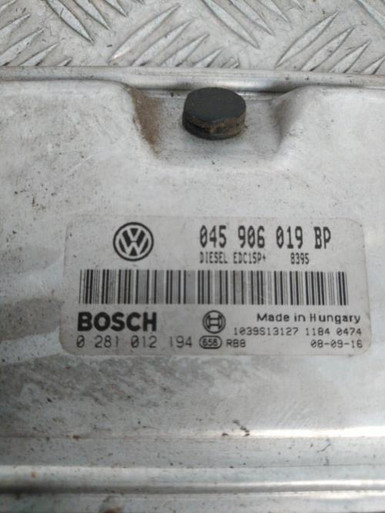 045 906 019 BP
DIESEL EDC15P+ 8395
BOSCH
Made in Hungary
1039S13127 1184 0474
0 281 012 194 658 RB8 08-09-16